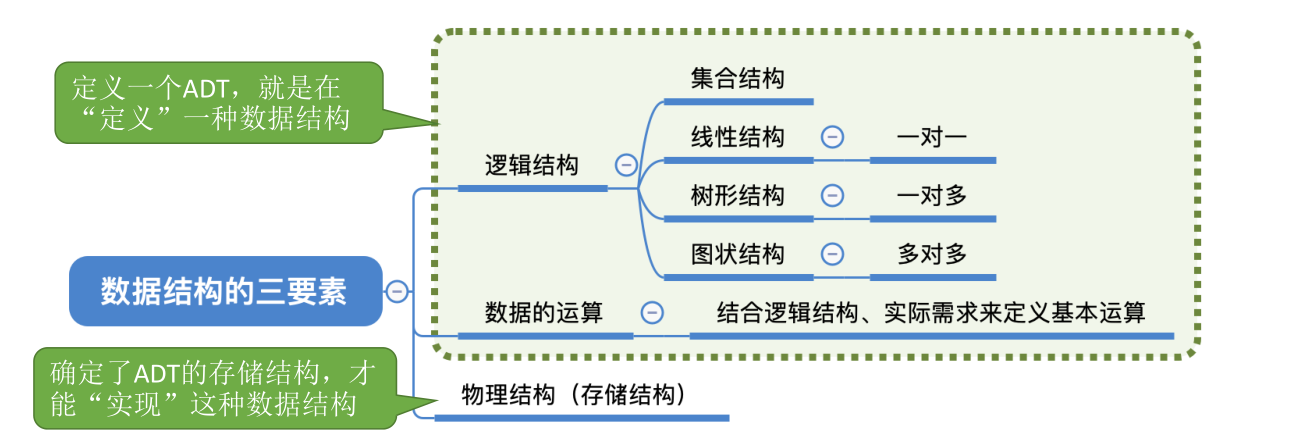 定义一个ADT，就是在
“定义”一种数据结构
集合结构
线性结构
一对一
逻辑结构
树形结构
一对多
图状结构
多对多
数据结构的三要素
数据的运算
结合逻辑结构、实际需求来定义基本运算
确定了ADT的存储结构，才
能“实现”这种数据结构
物理结构（存储结构）